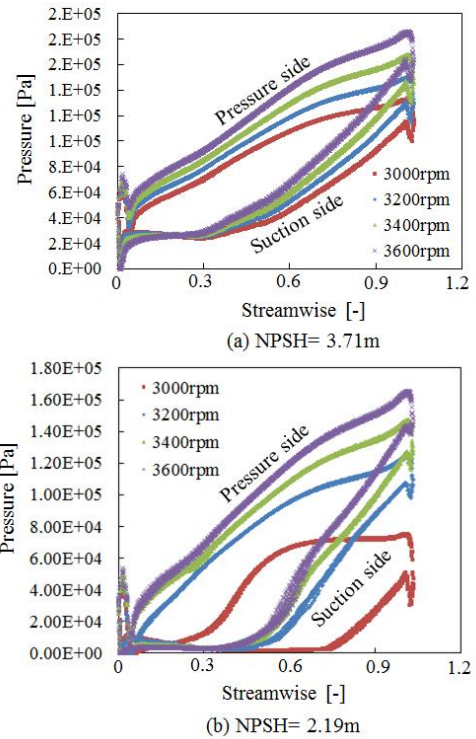 2.E+05
2.E+05
2.E+05
1.E+05
1.E+05
1.E+05
8.E+04
6.E+04
4.E+04
2.E+04
0.E+00
Pressure [Pa]
Pressure side
Suction side
3000rpm
3200rpm
3400rpm
3600rpm
0 0.3 0.6 0.9 1.2
Streamwise [-]
(a) NPSH= 3.71m
1.80E+05
1.60E+05
1.40E+05
1.20E+05
1.00E+05
8.00E+04
6.00E+04
4.00E+04
2.00E+04
0.00E+00
Pressure [Pa]
3000rpm
3200rpm
3400rpm
3600rpm
Pressure side
Suction side
0 0.3 0.6 0.9 1.2
Streamwise [-]
(b) NPSH= 2.19m